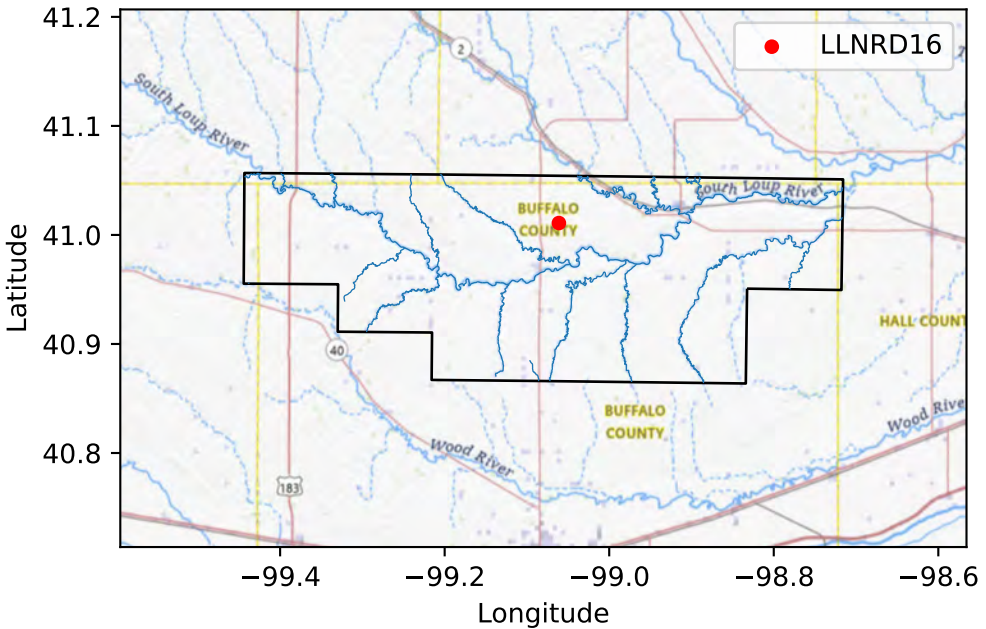 41.2
41.1
41.0
40.9
40.8
Latitude
LLNRD16
2
South Loup River
South Loup River
BUFFALO
COUNTY
HALL COUNT
40
BUFFALO
COUNTY
Wood River
Wood Rive
183
−99.4
−99.2
−99.0
−98.8
−98.6
Longitude